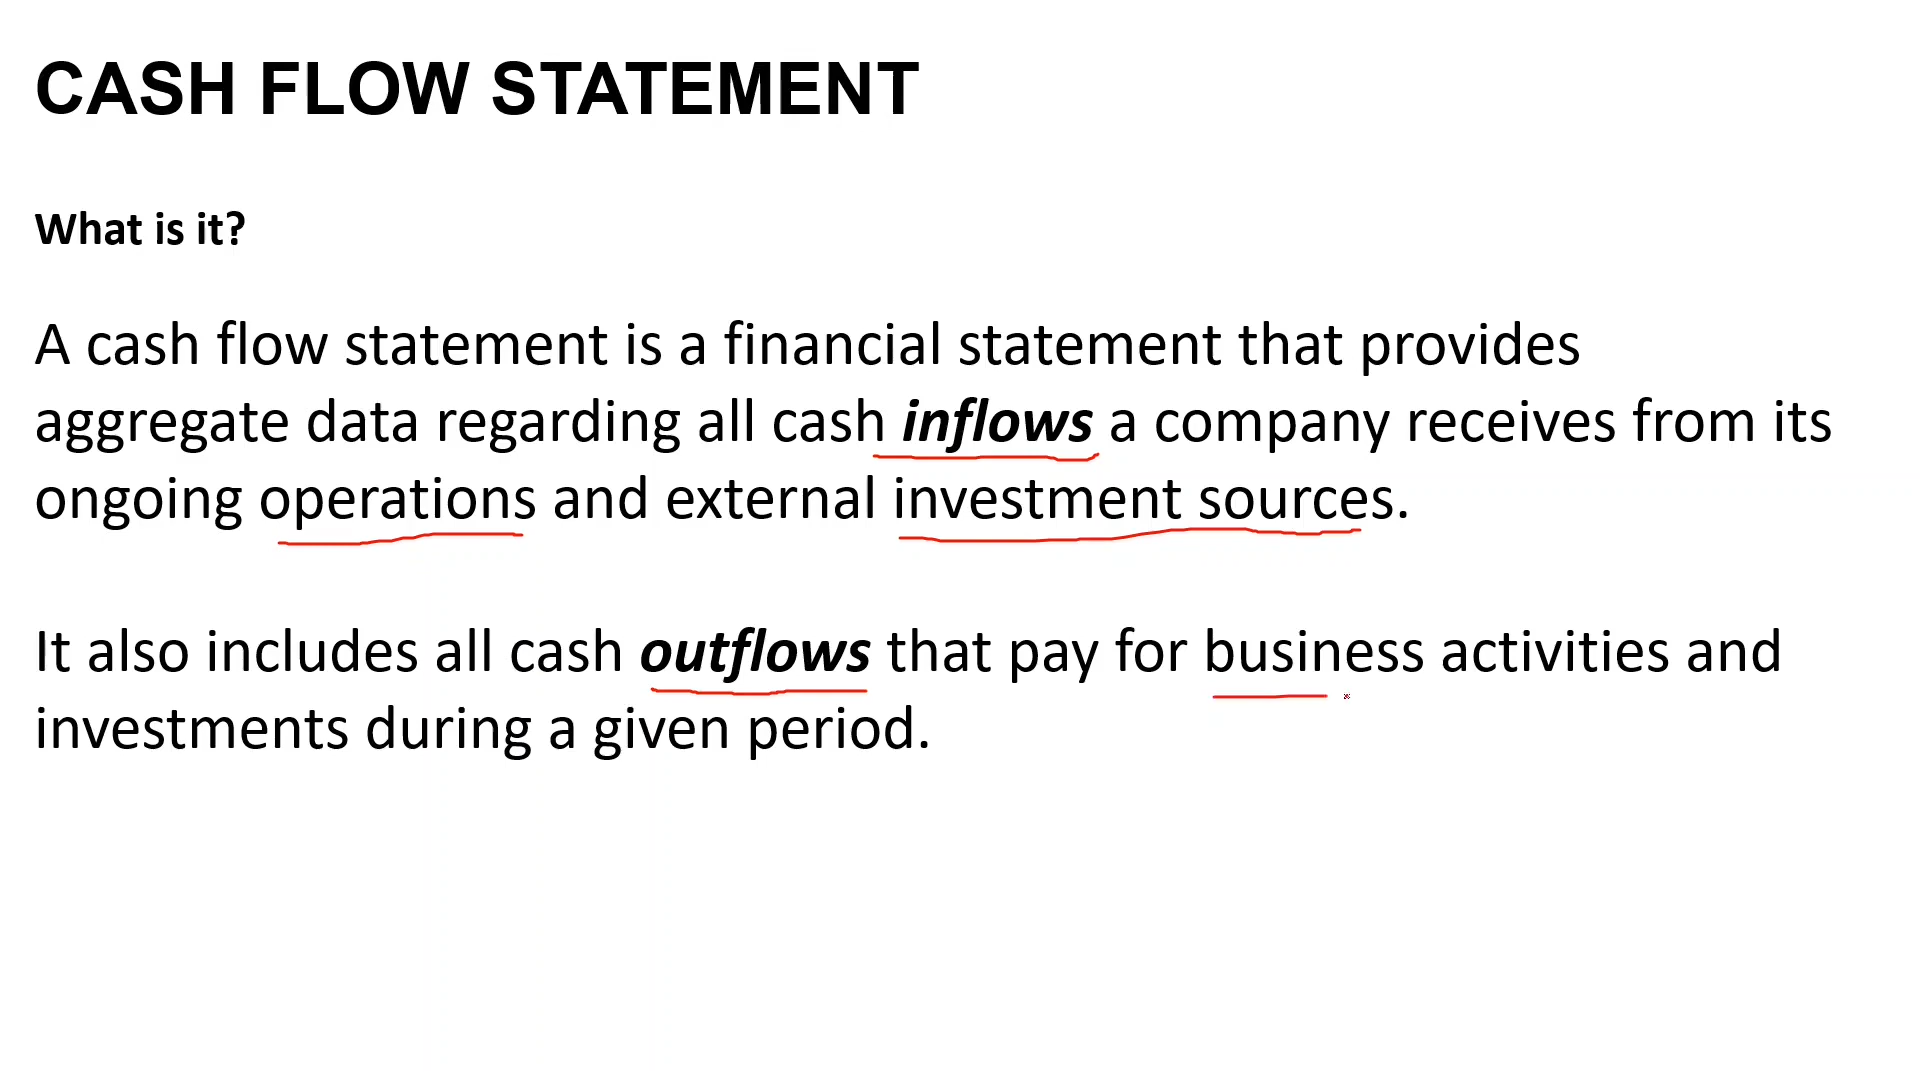 CASH FLOW STATEMENT
What is it?
A cash flow statement is a financial statement that provides
aggregate data regarding all cash inflows a company receives from its
ongoing operations and external investment sources.
It also includes all cash outflows that pay for business activities and
investments during a given period.